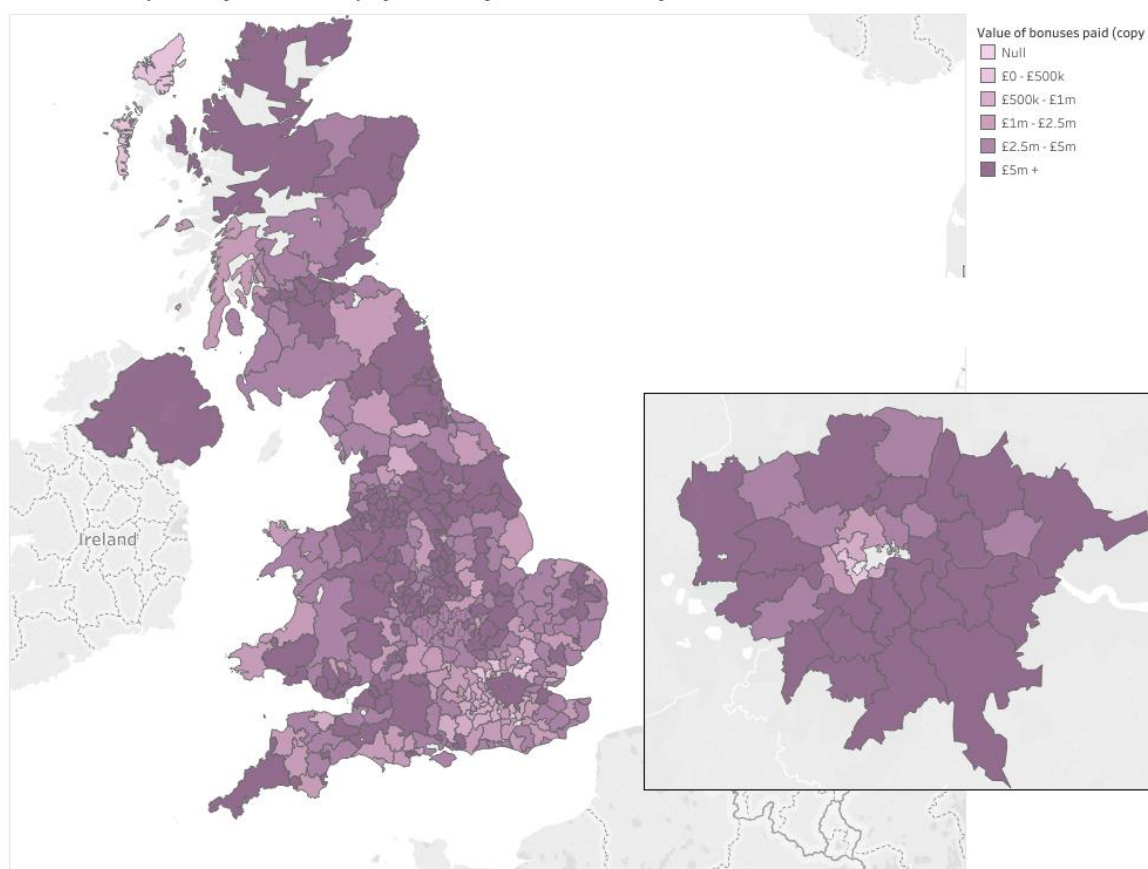 Value of bonuses paid (copy
Null
£0 - £500k
£500k - £1m
£1m - £2.5m
£2.5m - £5m
£5m +
Ireland